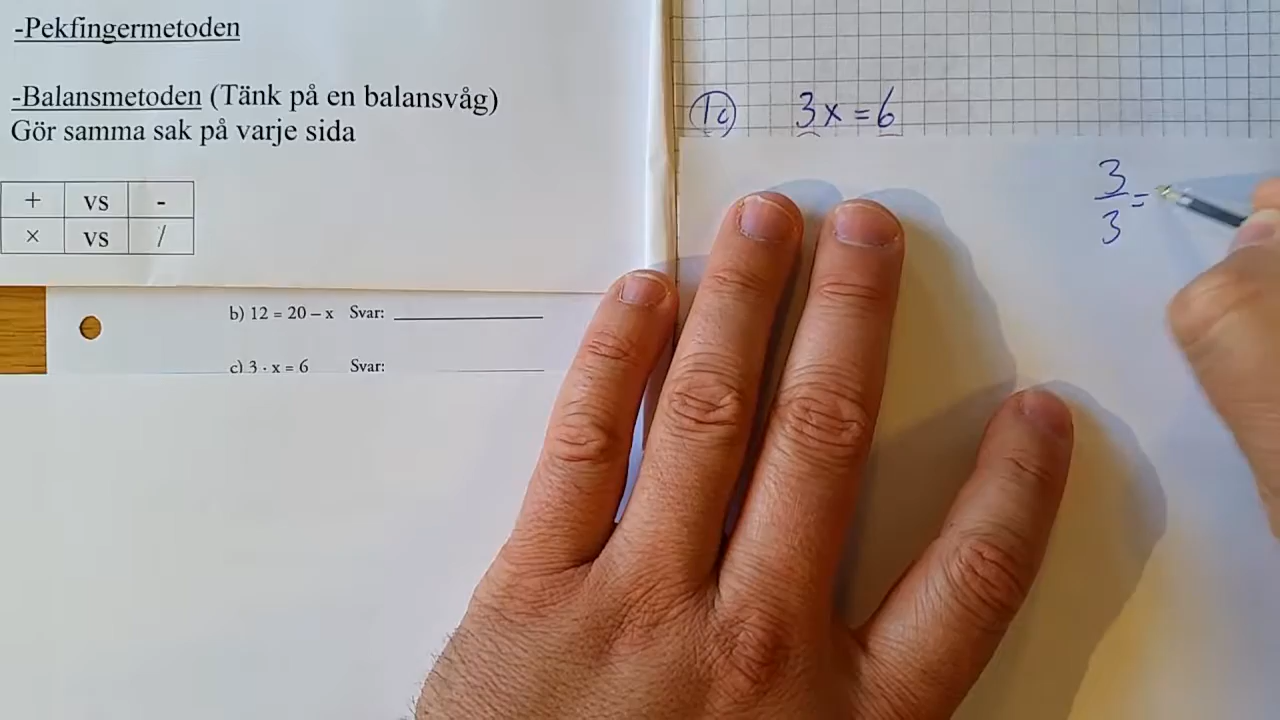 -Pekfingermetoden
-Balansmetoden (Tänk på en balansvåg)
Gör samma sak på varje sida
+ vs -
× vs /
b) 12 = 20 – x Svar:
c) 3 · x = 6 Svar:
1c) 3x = 6
3/3 =